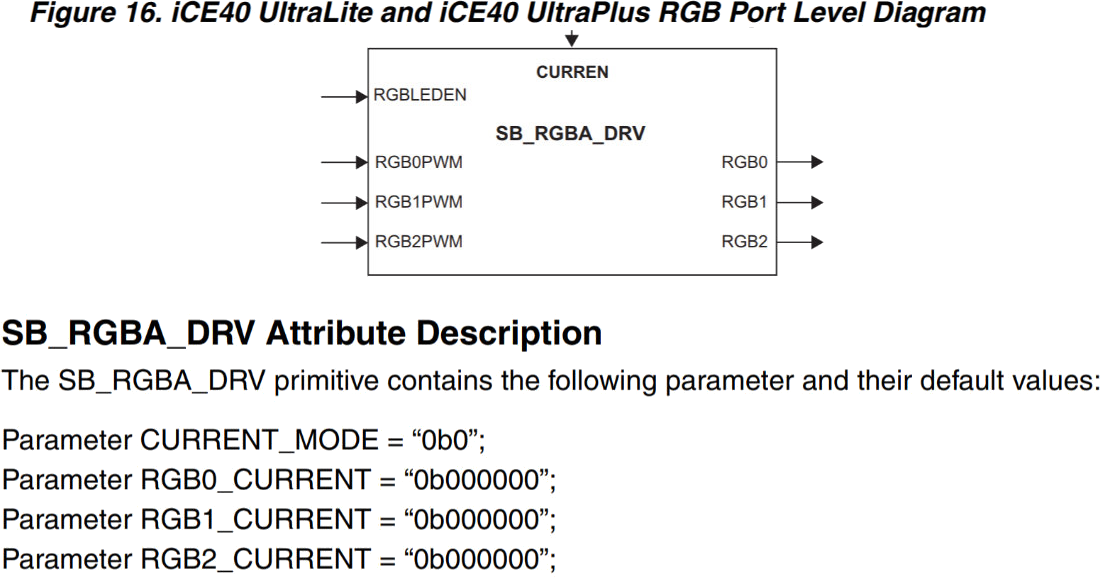 Figure 16. iCE40 UltraLite and iCE40 UltraPlus RGB Port Level Diagram
CURREN
RGBLEDEN
SB_RGBA_DRV
RGB0PWM RGB0
RGB1PWM RGB1
RGB2PWM RGB2
SB_RGBA_DRV Attribute Description
The SB_RGBA_DRV primitive contains the following parameter and their default values:
Parameter CURRENT_MODE = “0b0”;
Parameter RGB0_CURRENT = “0b000000”;
Parameter RGB1_CURRENT = “0b000000”;
Parameter RGB2_CURRENT = “0b000000”;